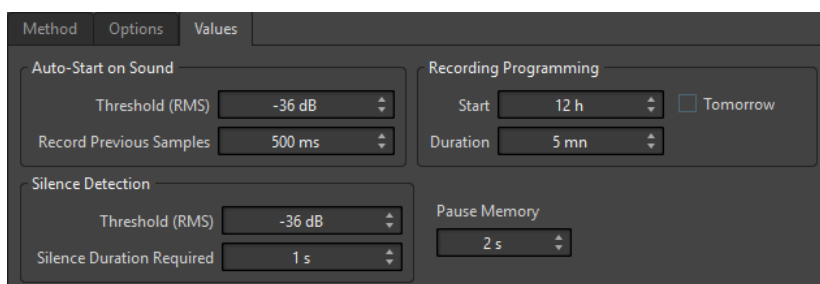 Method Options Values
Auto-Start on Sound
Threshold (RMS) -36 dB
Record Previous Samples 500 ms
Recording Programming
Start 12 h Tomorrow
Duration 5 mn
Silence Detection
Threshold (RMS) -36 dB
Silence Duration Required 1 s
Pause Memory
2 s